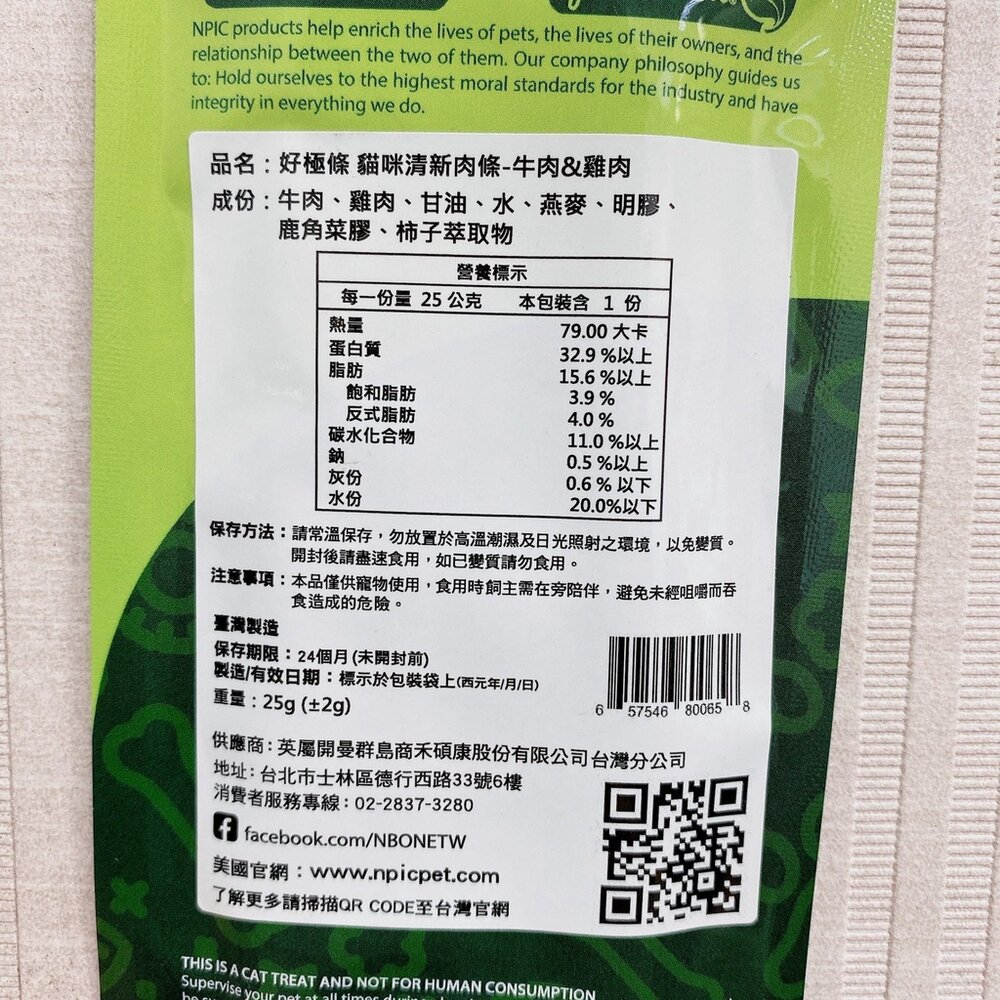 NPIC products help enrich the lives of pets, the lives of their owners, and the
relationship between the two of them. Our company philosophy guides us
to: Hold ourselves to the highest moral standards for the industry and have
integrity in everything we do.
品名：好極條 貓咪清新肉條-牛肉&雞肉
成份：牛肉、雞肉、甘油、水、燕麥、明膠、
鹿角菜膠、柿子萃取物
營養標示
每一份量 25 公克 本包裝含 1 份
熱量 79.00 大卡
蛋白質 32.9 %以上
脂肪 15.6 %以上
飽和脂肪 3.9 %
反式脂肪 4.0 %
碳水化合物 11.0 %以上
鈉 0.5 %以上
灰份 0.6 % 以下
水份 20.0%以下
保存方法：請常溫保存，勿放置於高溫潮濕及日光照射之環境，以免變質。
開封後請盡速食用，如已變質請勿食用。
注意事項：本品僅供寵物使用，食用時飼主需在旁陪伴，避免未經咀嚼而吞
食造成的危險。
臺灣製造
保存期限：24個月(未開封前)
製造/有效日期：標示於包裝袋上(西元年/月/日)
重量：25g (±2g)
6 57546 80065 8
供應商：英屬開曼群島商禾碩康股份有限公司台灣分公司
地址：台北市士林區德行西路33號6樓
消費者服務專線：02-2837-3280
facebook.com/NBONETW
美國官網：www.npicpet.com
了解更多請掃描QR CODE至台灣官網
THIS IS A CAT TREAT AND NOT FOR HUMAN CONSUMPTION
Supervise your pet at all times